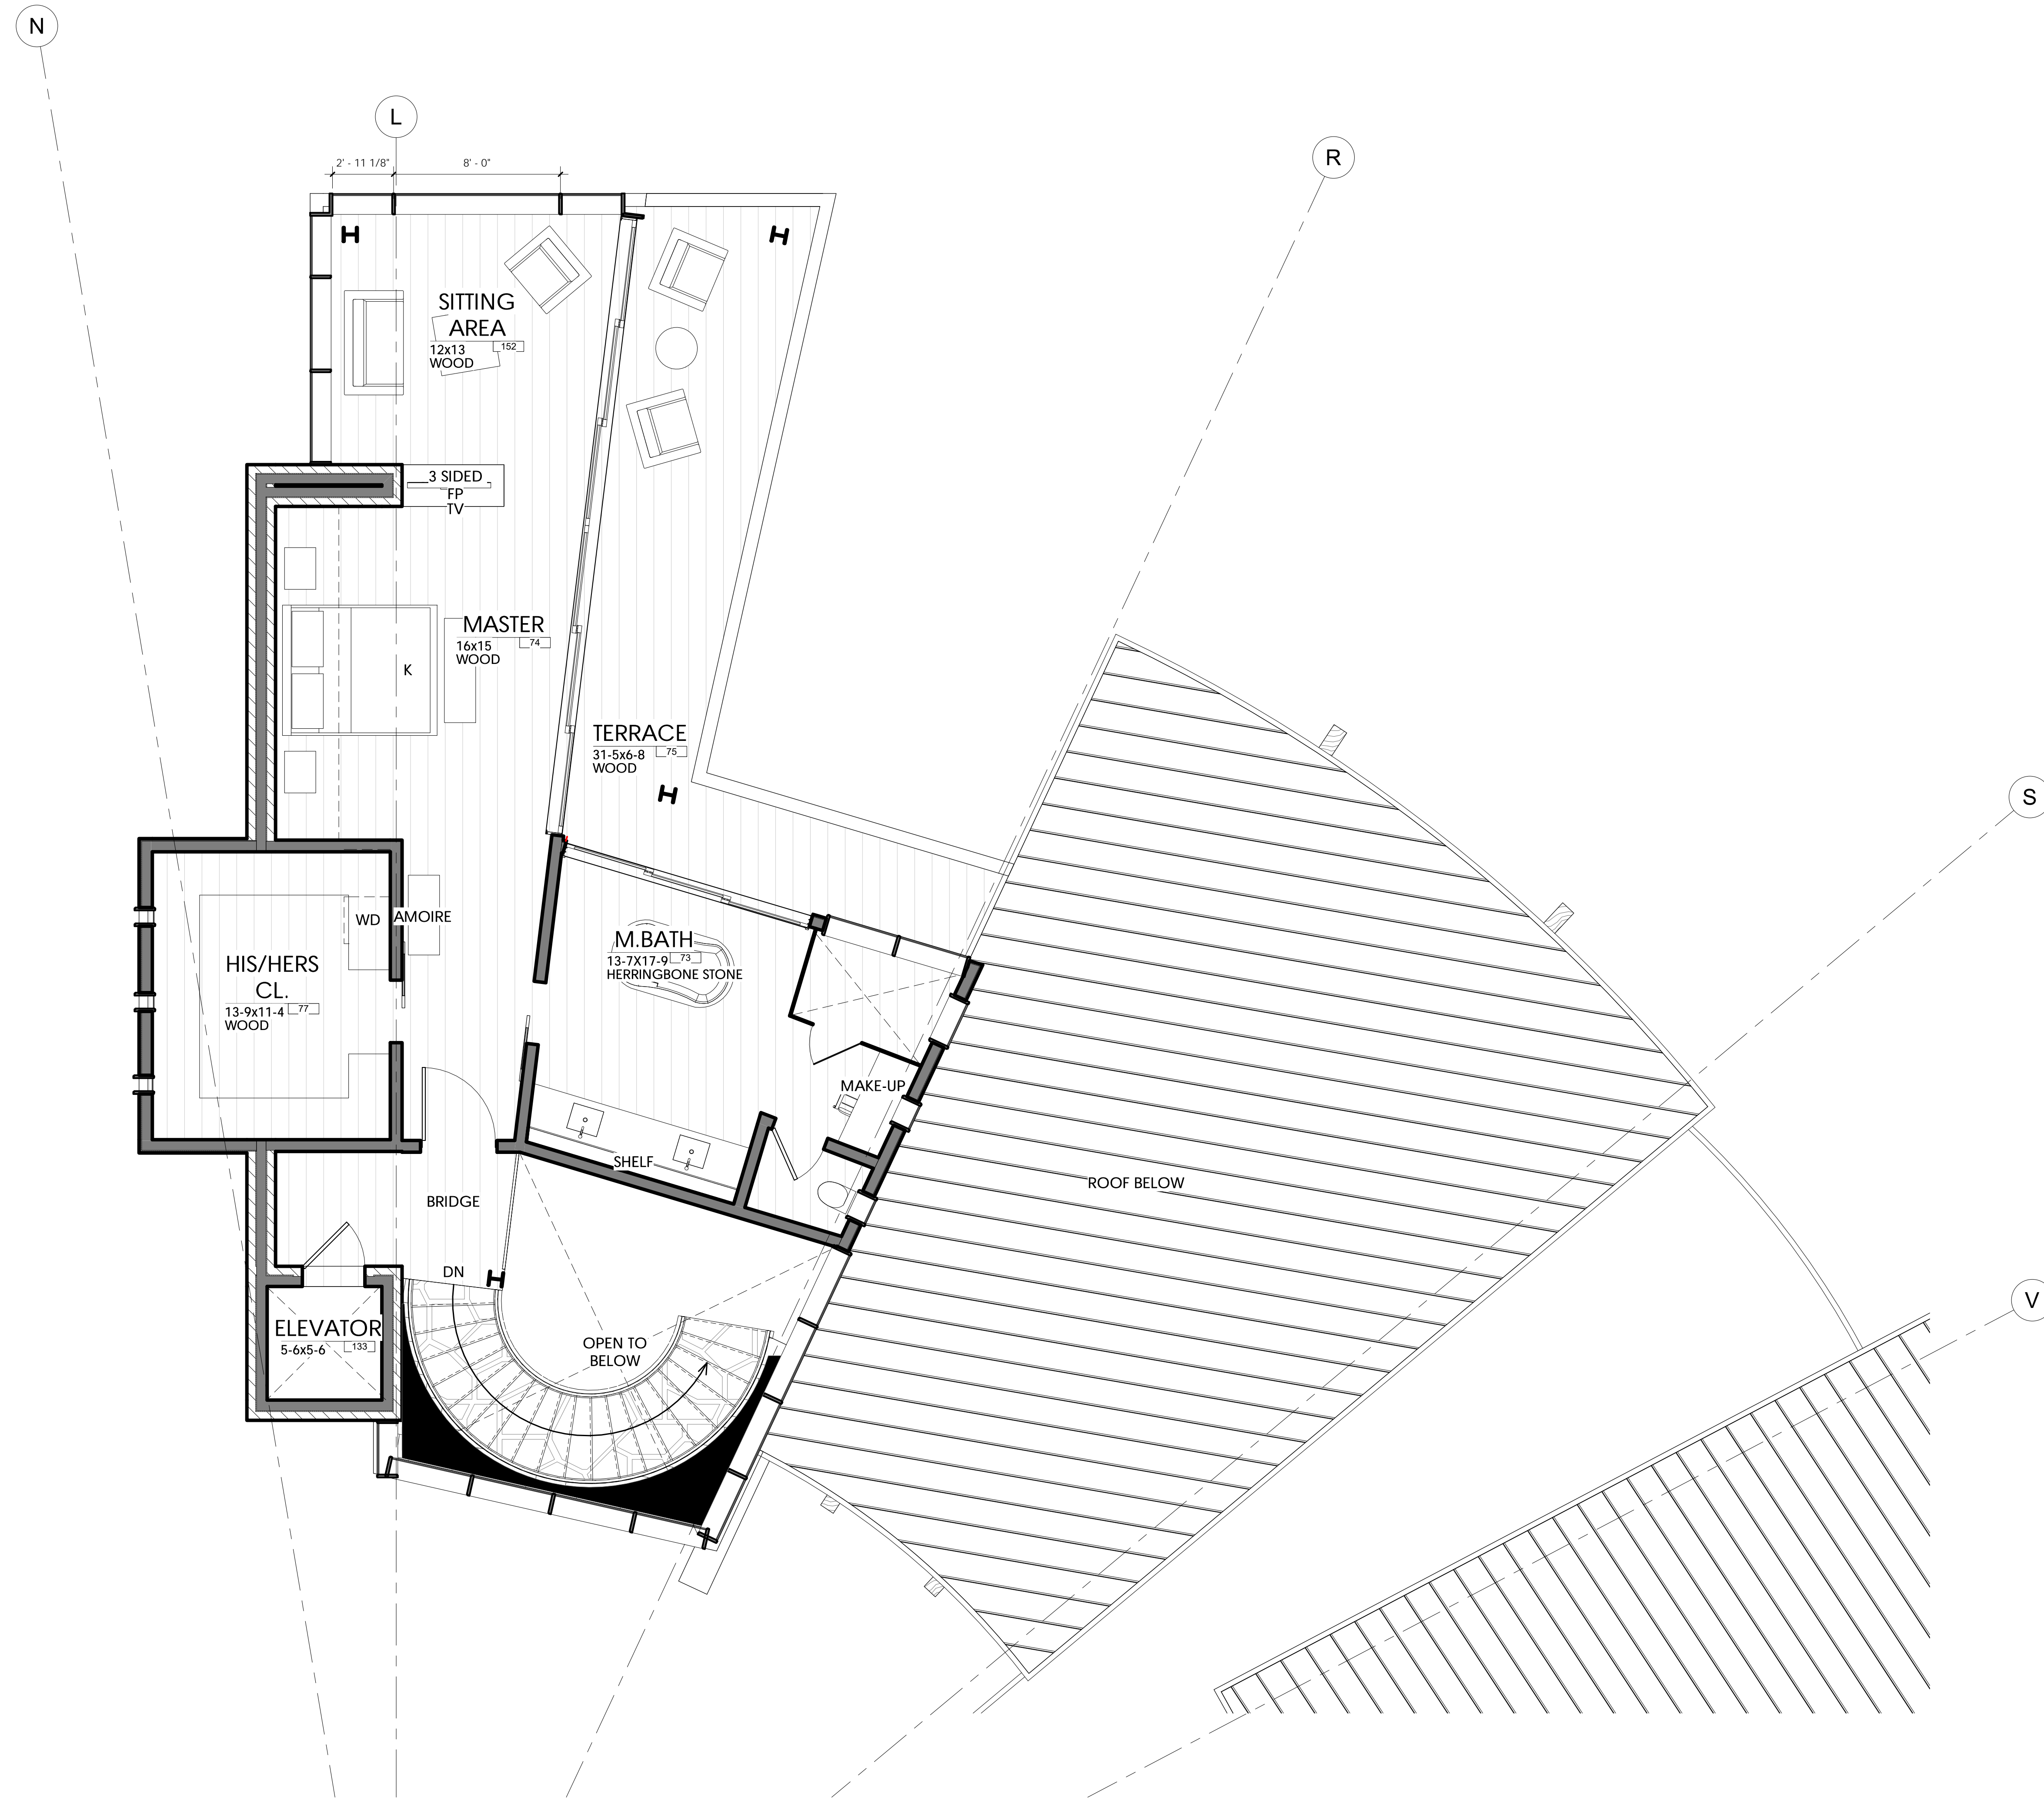 N
L
R
2' - 11 1/8"
8' - 0"
SITTING
AREA
12x13
152
WOOD
3 SIDED
FP
TV
MASTER
16x15
74
WOOD
K
TERRACE
31-5x6-8
75
WOOD
S
WD
AMOIRE
HIS/HERS
CL.
13-9x11-4
77
WOOD
M.BATH
13-7X17-9
73
HERRINGBONE STONE
MAKE-UP
SHELF
ROOF BELOW
BRIDGE
DN
V
ELEVATOR
5-6x5-6
133
OPEN TO
BELOW